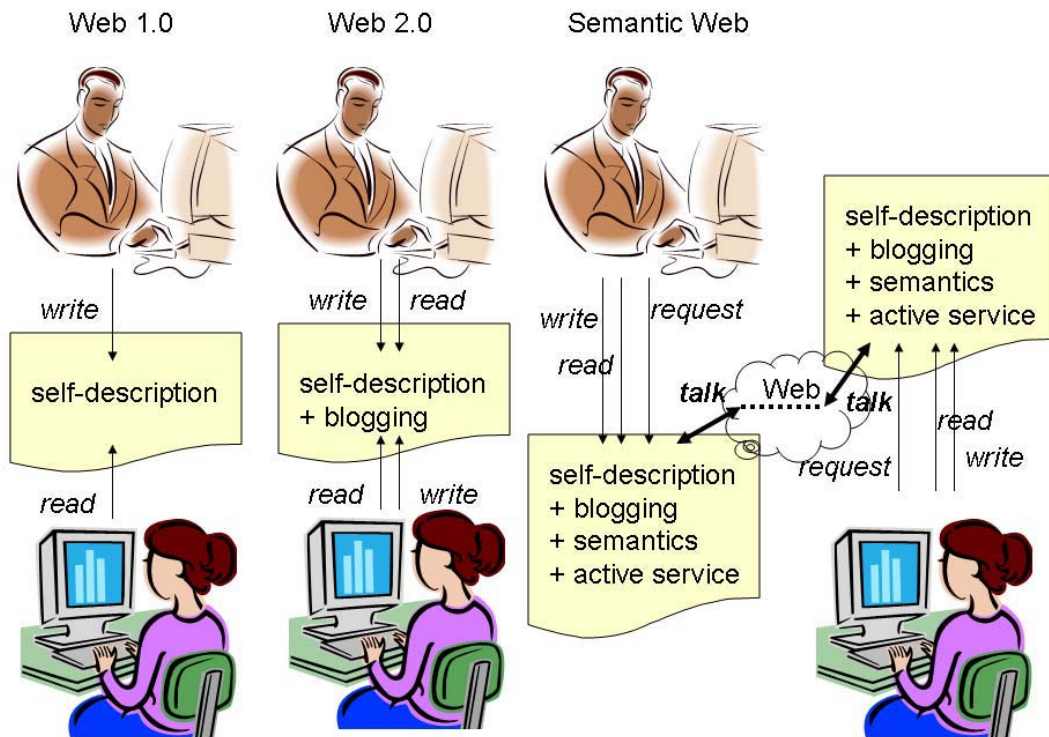 Web 1.0
Web 2.0
Semantic Web
write
self-description
read
write
read
self-description
+ blogging
read
write
write
read
request
talk
Web
talk
self-description
+ blogging
+ semantics
+ active service
self-description
+ blogging
+ semantics
+ active service
request
read
write